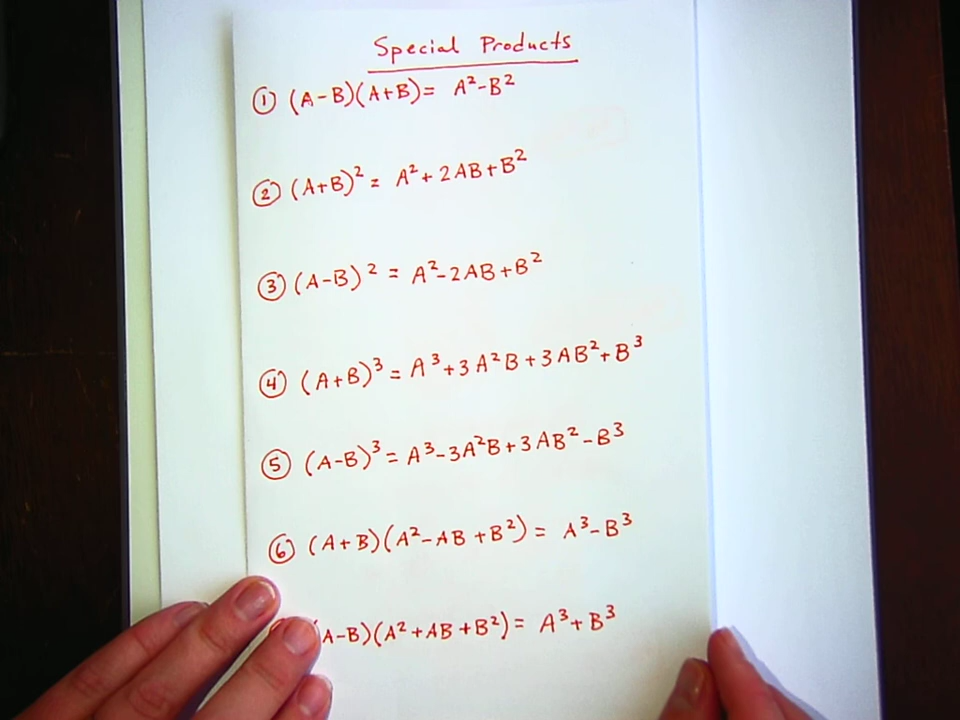 Special Products
① (A-B)(A+B) = A²-B²
② (A+B)² = A²+2AB+B²
③ (A-B)² = A²-2AB+B²
④ (A+B)³ = A³+3A²B+3AB²+B³
⑤ (A-B)³ = A³-3A²B+3AB²-B³
⑥ (A+B)(A²-AB+B²) = A³-B³
(A-B)(A²+AB+B²) = A³+B³